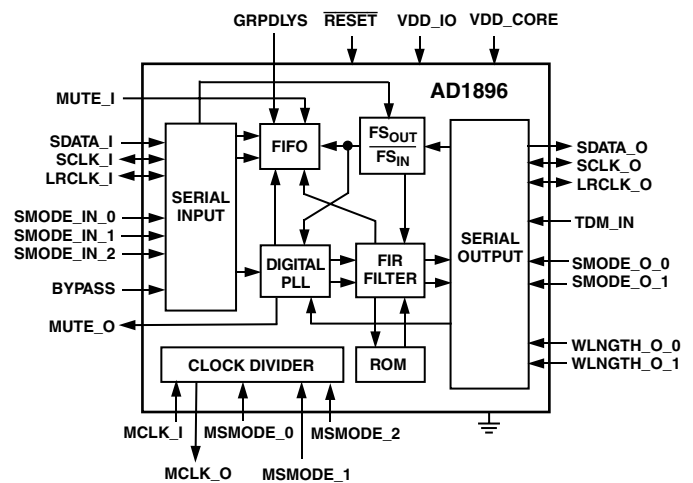 GRPDLYS RESET VDD_IO VDD_CORE
AD1896
MUTE_I
SDATA_I
SCLK_I
LRCLK_I
SMODE_IN_0
SMODE_IN_1
SMODE_IN_2
BYPASS
MUTE_O
SERIAL
INPUT
FIFO
FSOUT
FSIN
DIGITAL
PLL
FIR
FILTER
ROM
CLOCK DIVIDER
SERIAL
OUTPUT
SDATA_O
SCLK_O
LRCLK_O
TDM_IN
SMODE_O_0
SMODE_O_1
WLNGTH_O_0
WLNGTH_O_1
MCLK_I MSMODE_0 MSMODE_2
MCLK_O MSMODE_1